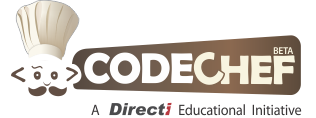 BETA
CODECHEF
A Directi Educational Initiative